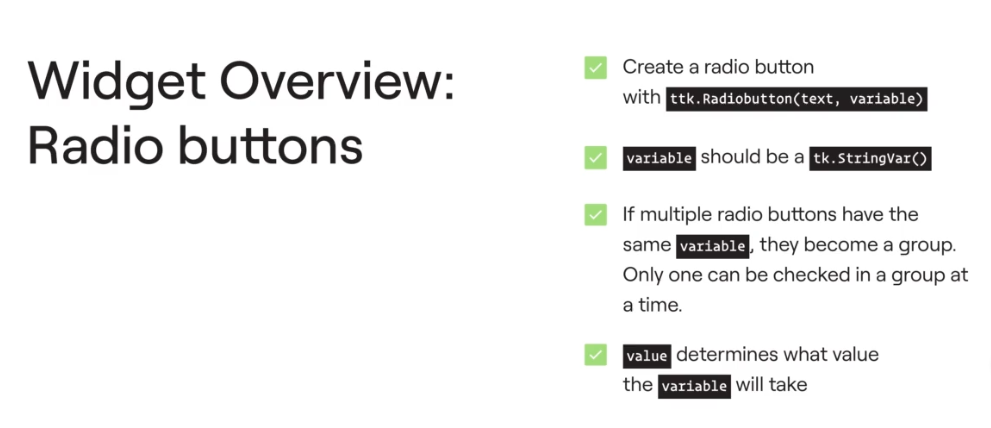 Widget Overview:
Radio buttons
Create a radio button
with ttk.Radiobutton(text, variable)
variable should be a tk.StringVar()
If multiple radio buttons have the
same variable, they become a group.
Only one can be checked in a group at
a time.
value determines what value
the variable will take